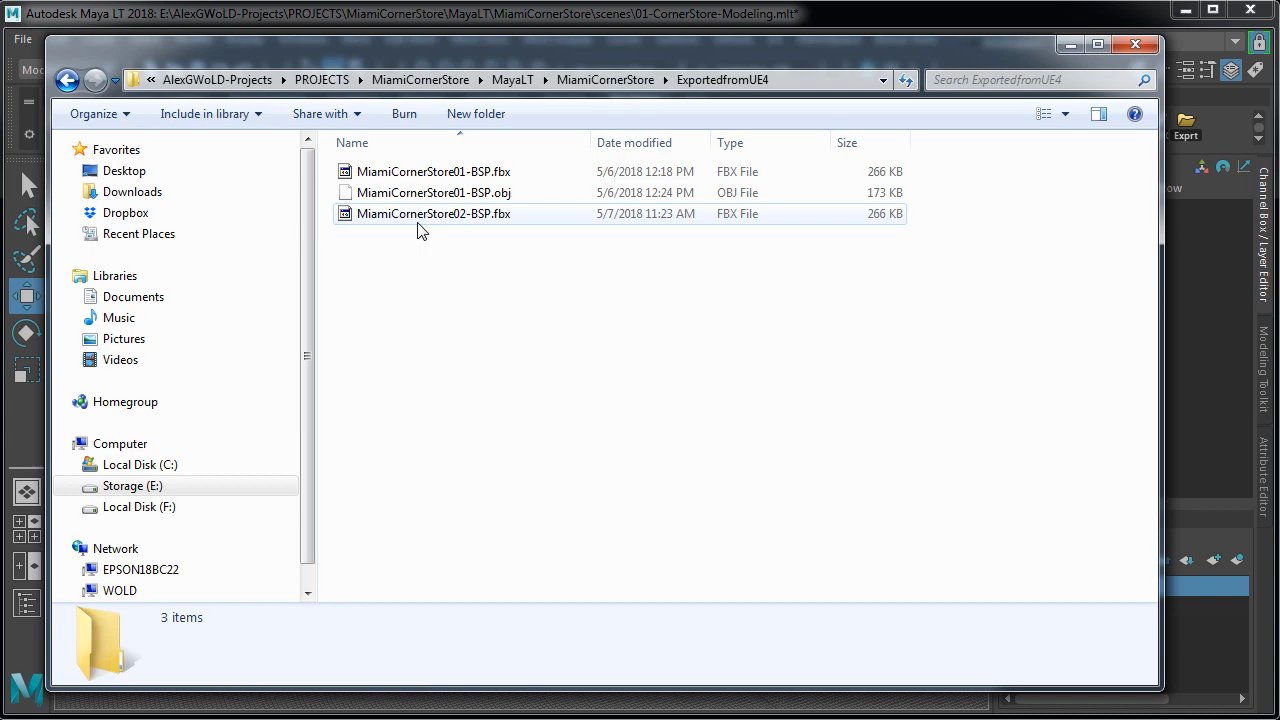 Autodesk Maya LT 2018: E:\AlexGWoLD-Projects\PROJECTS\MiamiCornerStore\MayaLT\MiamiCornerStore\scenes\01-CornerStore-Modeling.mlt*
File
Mod
« AlexGWoLD-Projects PROJECTS MiamiCornerStore MayaLT MiamiCornerStore ExportedfromUE4
Search ExportedfromUE4
Organize Include in library Share with Burn New folder
Name Date modified Type Size
MiamiCornerStore01-BSP.fbx 5/6/2018 12:18 PM FBX File 266 KB
MiamiCornerStore01-BSP.obj 5/6/2018 12:24 PM OBJ File 173 KB
MiamiCornerStore02-BSP.fbx 5/7/2018 11:23 AM FBX File 266 KB
Favorites
Desktop
Downloads
Dropbox
Recent Places
Libraries
Documents
Music
Pictures
Videos
Homegroup
Computer
Local Disk (C:)
Storage (E:)
Local Disk (F:)
Network
EPSON18BC22
WOLD
3 items
Exprt
ow
Channel Box / Layer Editor
Modeling Toolkit
Attribute Editor